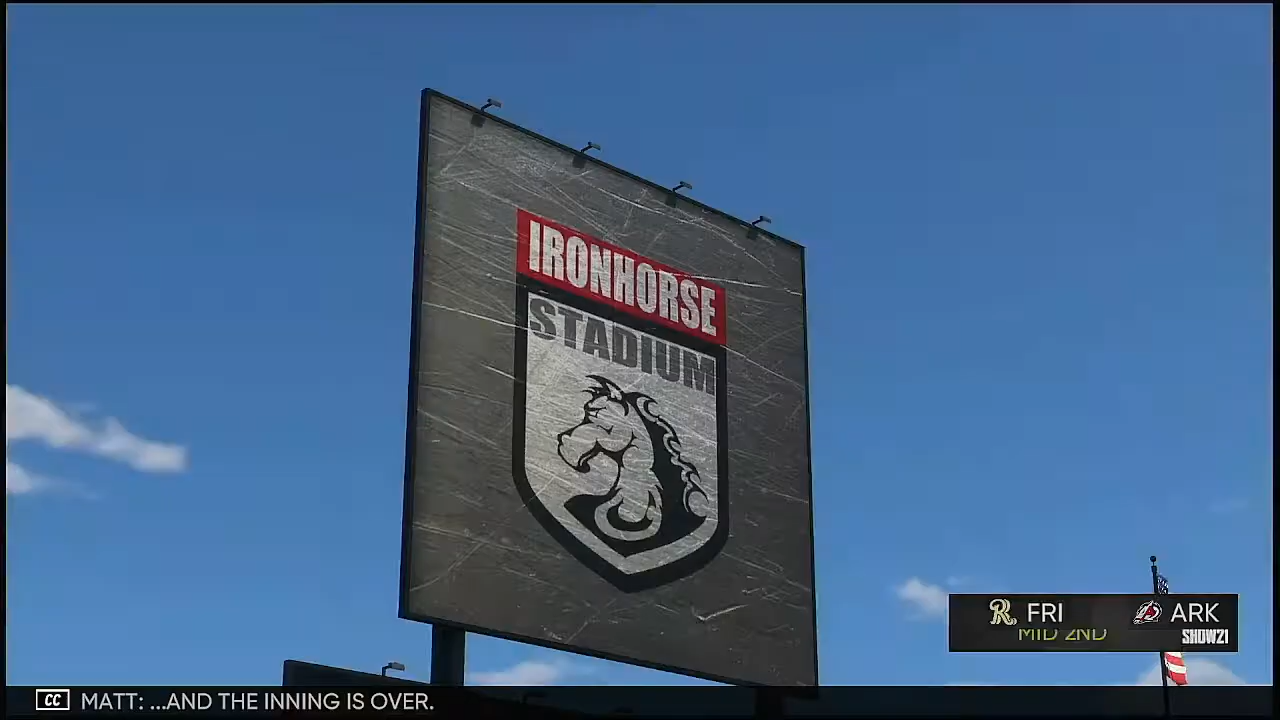 IRONHORSE
STADIUM
R FRI
ARK
MID 2ND
SHOW21
CC MATT: ...AND THE INNING IS OVER.